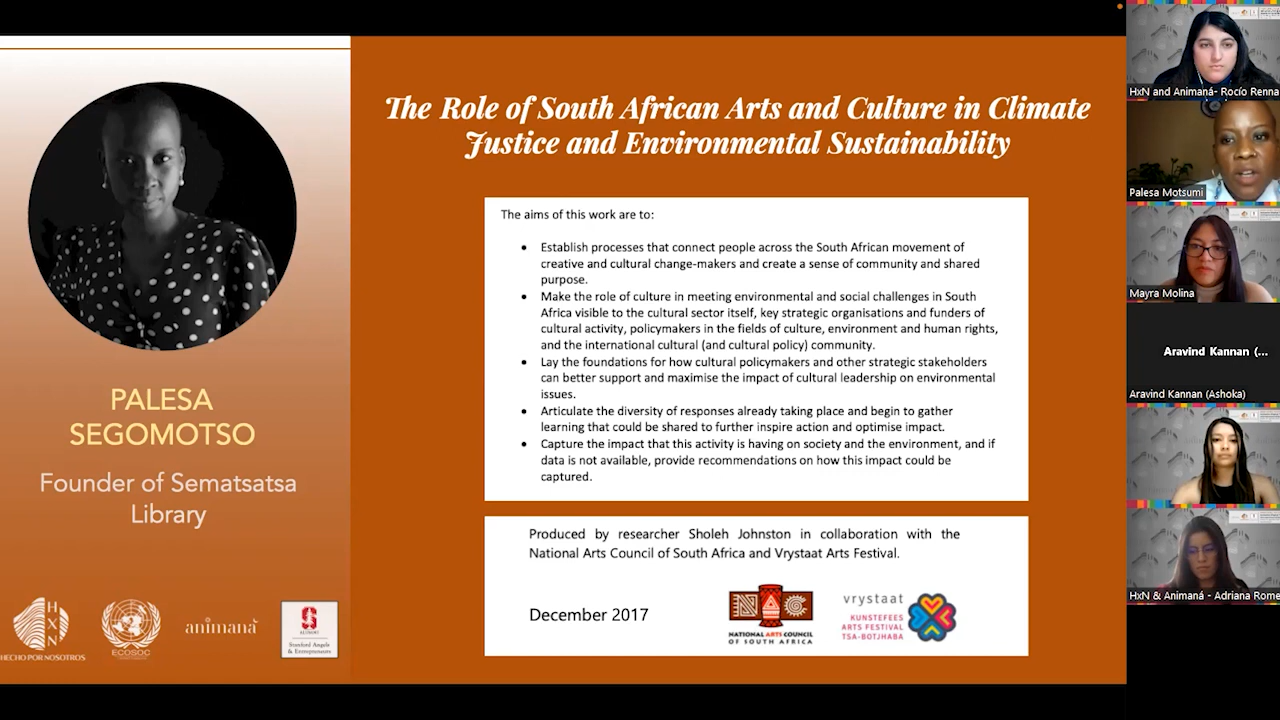 The Role of South African Arts and Culture in Climate
Justice and Environmental Sustainability
PALESA
SEGOMOTSO
Founder of Sematsatsa
Library
The aims of this work are to:
• Establish processes that connect people across the South African movement of
creative and cultural change-makers and create a sense of community and shared
purpose.
• Make the role of culture in meeting environmental and social challenges in South
Africa visible to the cultural sector itself, key strategic organisations and funders of
cultural activity, policymakers in the fields of culture, environment and human rights,
and the international cultural (and cultural policy) community.
• Lay the foundations for how cultural policymakers and other strategic stakeholders
can better support and maximise the impact of cultural leadership on environmental
issues.
• Articulate the diversity of responses already taking place and begin to gather
learning that could be shared to further inspire action and optimise impact.
• Capture the impact that this activity is having on society and the environment, and if
data is not available, provide recommendations on how this impact could be
captured.
Produced by researcher Sholeh Johnston in collaboration with the
National Arts Council of South Africa and Vrystaat Arts Festival.
December 2017
NAC
NATIONAL ARTS COUNCIL
OF SOUTH AFRICA
vrystaat
KUNSTEFEES
ARTS FESTIVAL
TSA-BOTJHABA
HXN
HECHO POR NOSOTROS
ECOSOC
animaná
ALUMNI
Stanford Angels
& Entrepreneurs
HxN and Animaná- Rocío Renna
Palesa Motsumi
Mayra Molina
Aravind Kannan (...
Aravind Kannan (Ashoka)
HxN & Animaná - Adriana Rome